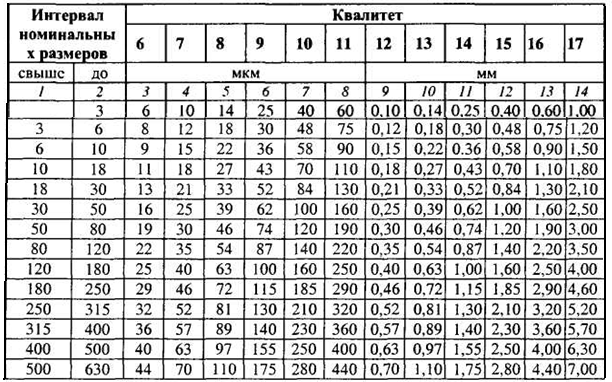 Интервал номинальны х размеров Квалитет
6 7 8 9 10 11 12 13 14 15 16 17
свышс до мкм мм
1 2 3 4 5 6 7 8 9 10 11 12 13 14
3 6 10 14 25 40 60 0,10 0,14 0,25 0,40 0,60 1,00
3 6 8 12 18 30 48 75 0,12 0,18 0,30 0,48 0,75 1,20
6 10 9 15 22 36 58 90 0,15 0,22 0.36 0,58 0,90 1,50
10 18 11 18 27 43 70 110 0,18 0,27 0,43 0,70 1,10 1,80
18 30 13 21 33 52 84 130 0,21 0,33 0,52 0,84 1,30 2,10
30 50 16 25 39 62 100 160 0,25 0,39 0,62 1,00 1,60 2,50
50 80 19 30 46 74 120 190 0,30 0,46 0,74 1,20 1,90 3,00
80 120 22 35 54 87 140 220 0,35 0,54 0,87 1,40 2,20 3,50
120 180 25 40 63 100 160 250 0,40 0,63 1,00 1,60 2,50 4,00
180 250 29 46 72 115 185 290 0,46 0,72 1,15 1,85 2,90 4,60
250 315 32 52 81 130 210 320 0,52 0,81 1,30 2,10 3,20 5,20
315 400 36 57 89 140 230 360 0,57 0,89 1,40 2,30 3,60 5,70
400 500 40 63 97 155 250 400 0,63 0,97 1,55 2,50 4,00 6,30
500 630 44 70 110 175 280 440 0,70 1,10 1,75 2,80 4,40 7,00